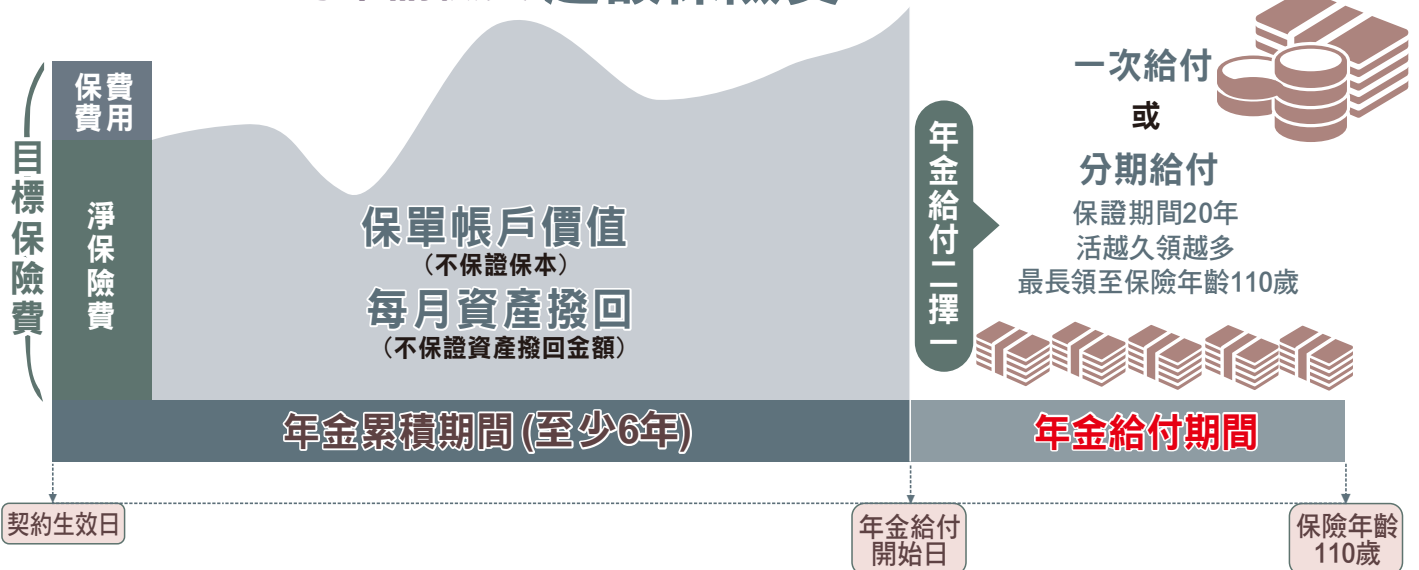 超額保險費
目標保險費
保費
費用
淨保險費
保單帳戶價值
（不保證保本）
每月資產撥回
（不保證資產撥回金額）
年金給付二擇一
一次給付
或
分期給付
保證期間20年
活越久領越多
最長領至保險年齡110歲
年金累積期間(至少6年)
年金給付期間
契約生效日
年金給付
開始日
保險年齡
110歲